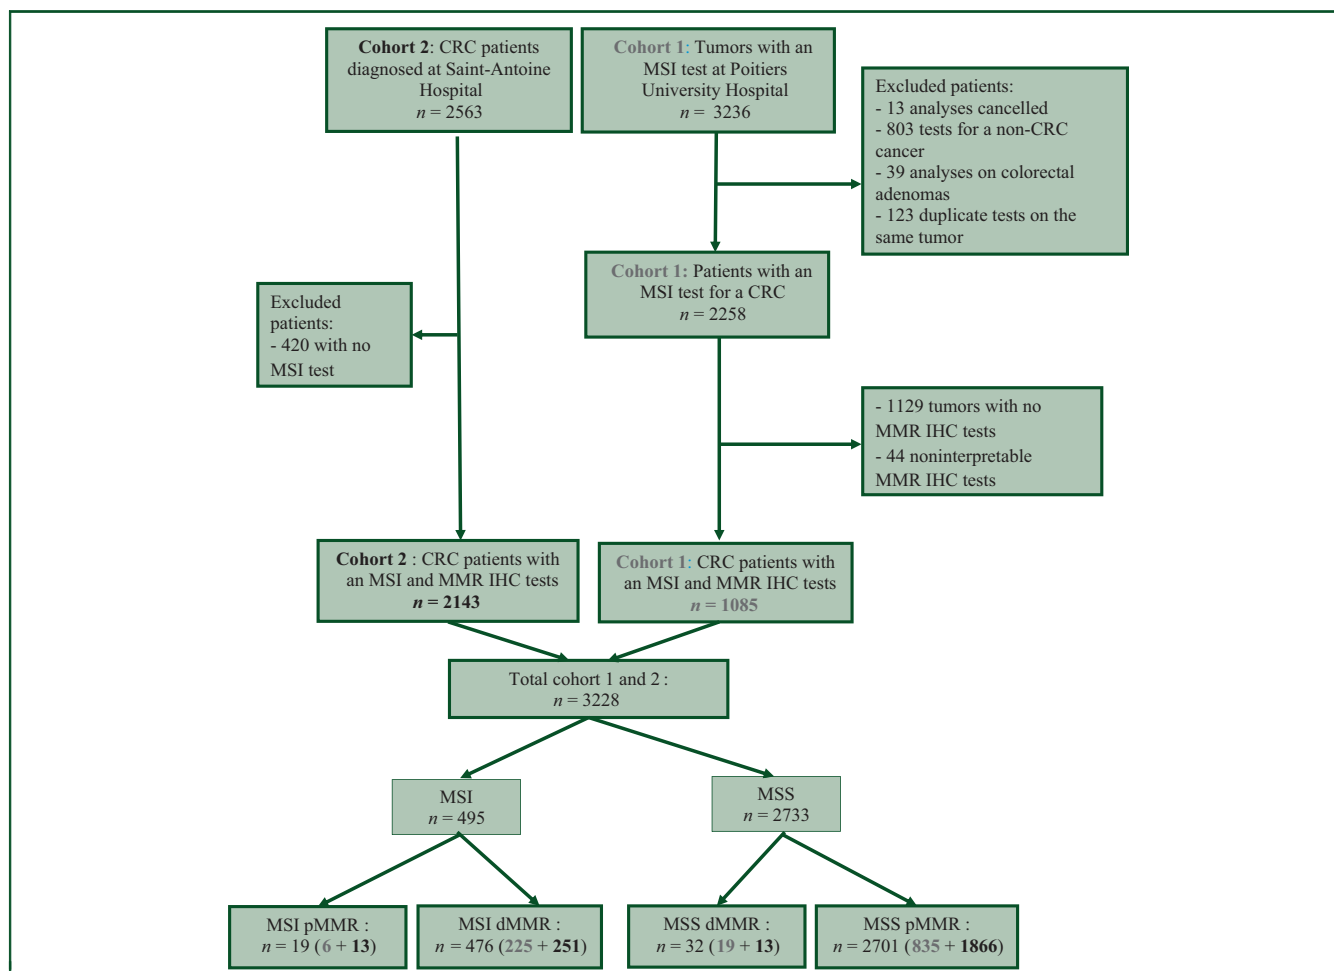 Cohort 2: CRC patients
diagnosed at Saint-Antoine
Hospital
n = 2563
Cohort 1: Tumors with an
MSI test at Poitiers
University Hospital
n = 3236
Excluded patients:
- 13 analyses cancelled
- 803 tests for a non-CRC
cancer
- 39 analyses on colorectal
adenomas
- 123 duplicate tests on the
same tumor
Cohort 1: Patients with an
MSI test for a CRC
n = 2258
Excluded
patients:
- 420 with no
MSI test
- 1129 tumors with no
MMR IHC tests
- 44 noninterpretable
MMR IHC tests
Cohort 2 : CRC patients with
an MSI and MMR IHC tests
n = 2143
Cohort 1: CRC patients with
an MSI and MMR IHC tests
n = 1085
Total cohort 1 and 2 :
n = 3228
MSI
n = 495
MSS
n = 2733
MSI pMMR :
n = 19 (6 + 13)
MSI dMMR :
n = 476 (225 + 251)
MSS dMMR :
n = 32 (19 + 13)
MSS pMMR :
n = 2701 (835 + 1866)